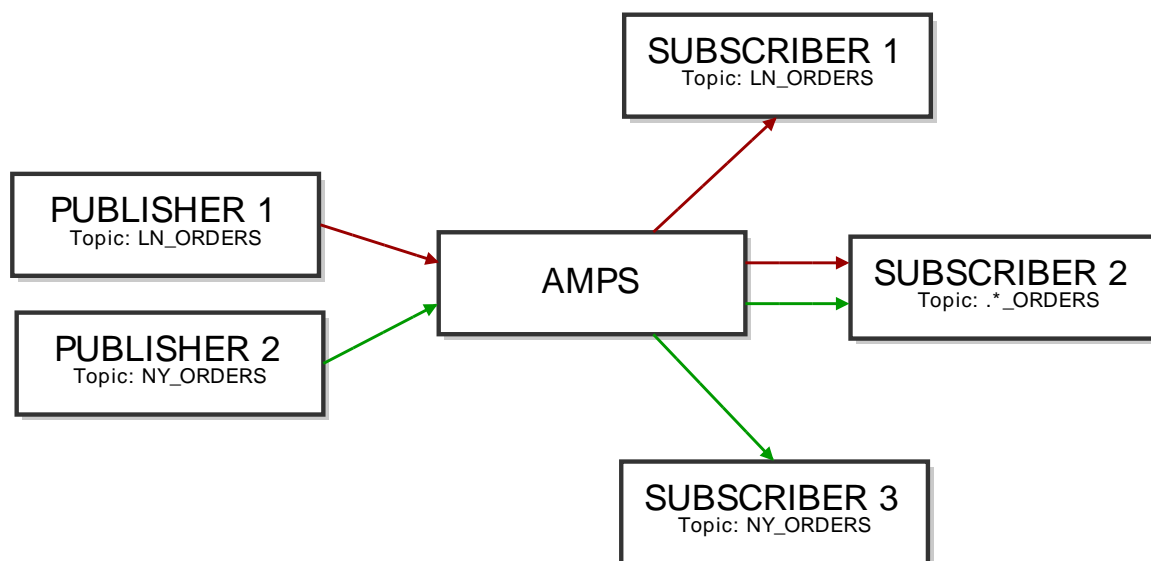 SUBSCRIBER 1
Topic: LN_ORDERS
PUBLISHER 1
Topic: LN_ORDERS
AMPS
SUBSCRIBER 2
Topic: .*_ORDERS
PUBLISHER 2
Topic: NY_ORDERS
SUBSCRIBER 3
Topic: NY_ORDERS